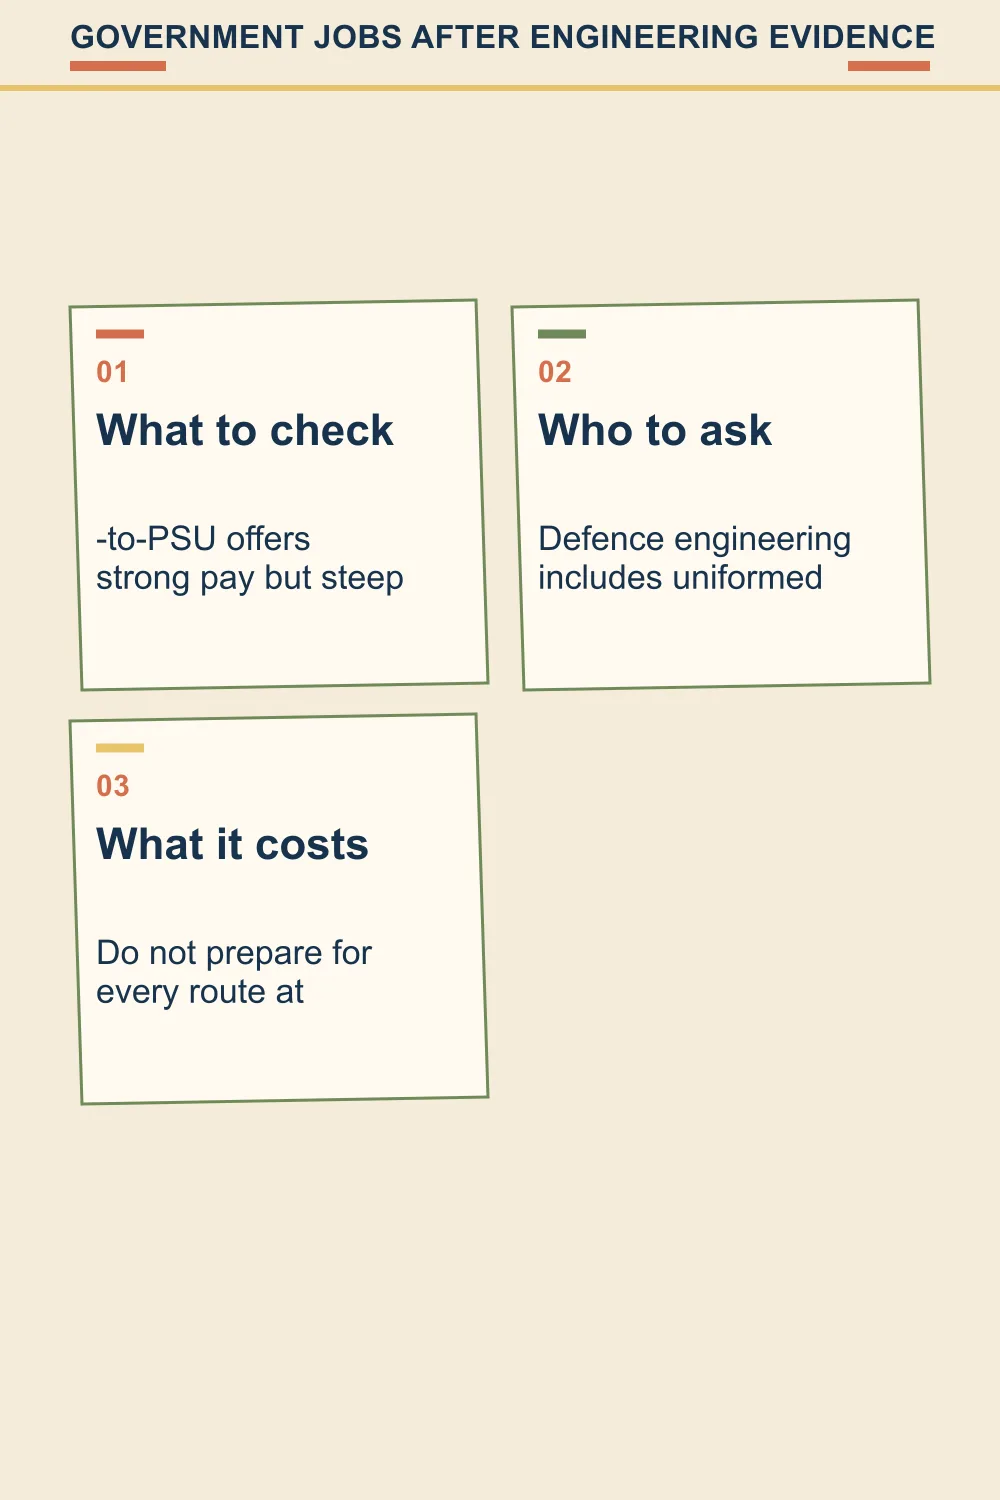 GOVERNMENT JOBS AFTER ENGINEERING EVIDENCE
01
What to check
-to-PSU offers
strong pay but steep
02
Who to ask
Defence engineering
includes uniformed
03
What it costs
Do not prepare for
every route at